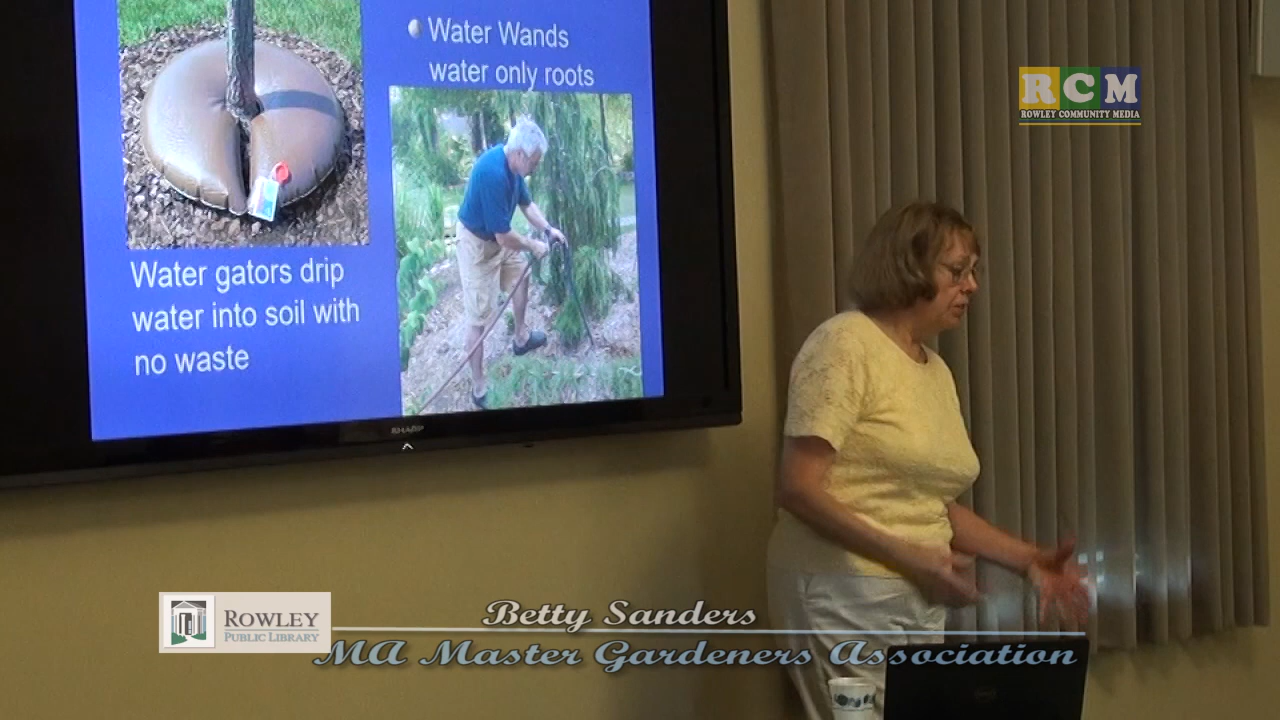 Water Wands
water only roots
Water gators drip
water into soil with
no waste
SHARP
RCM
ROWLEY COMMUNITY MEDIA
ROWLEY
PUBLIC LIBRARY
Betty Sanders
MA Master Gardeners Association
DELL